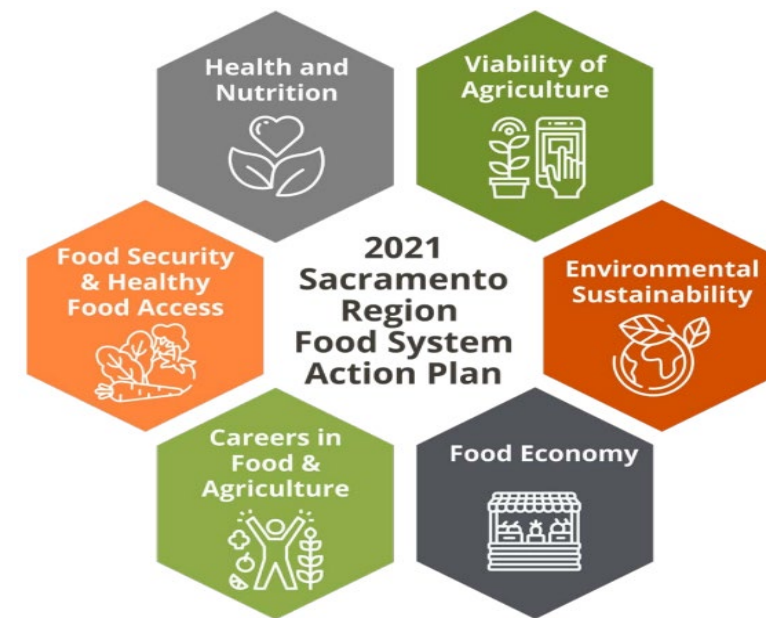 Health and
Nutrition
Viability of
Agriculture
Food Security
& Healthy
Food Access
2021
Sacramento
Region
Food System
Action Plan
Environmental
Sustainability
Careers in
Food &
Agriculture
Food Economy